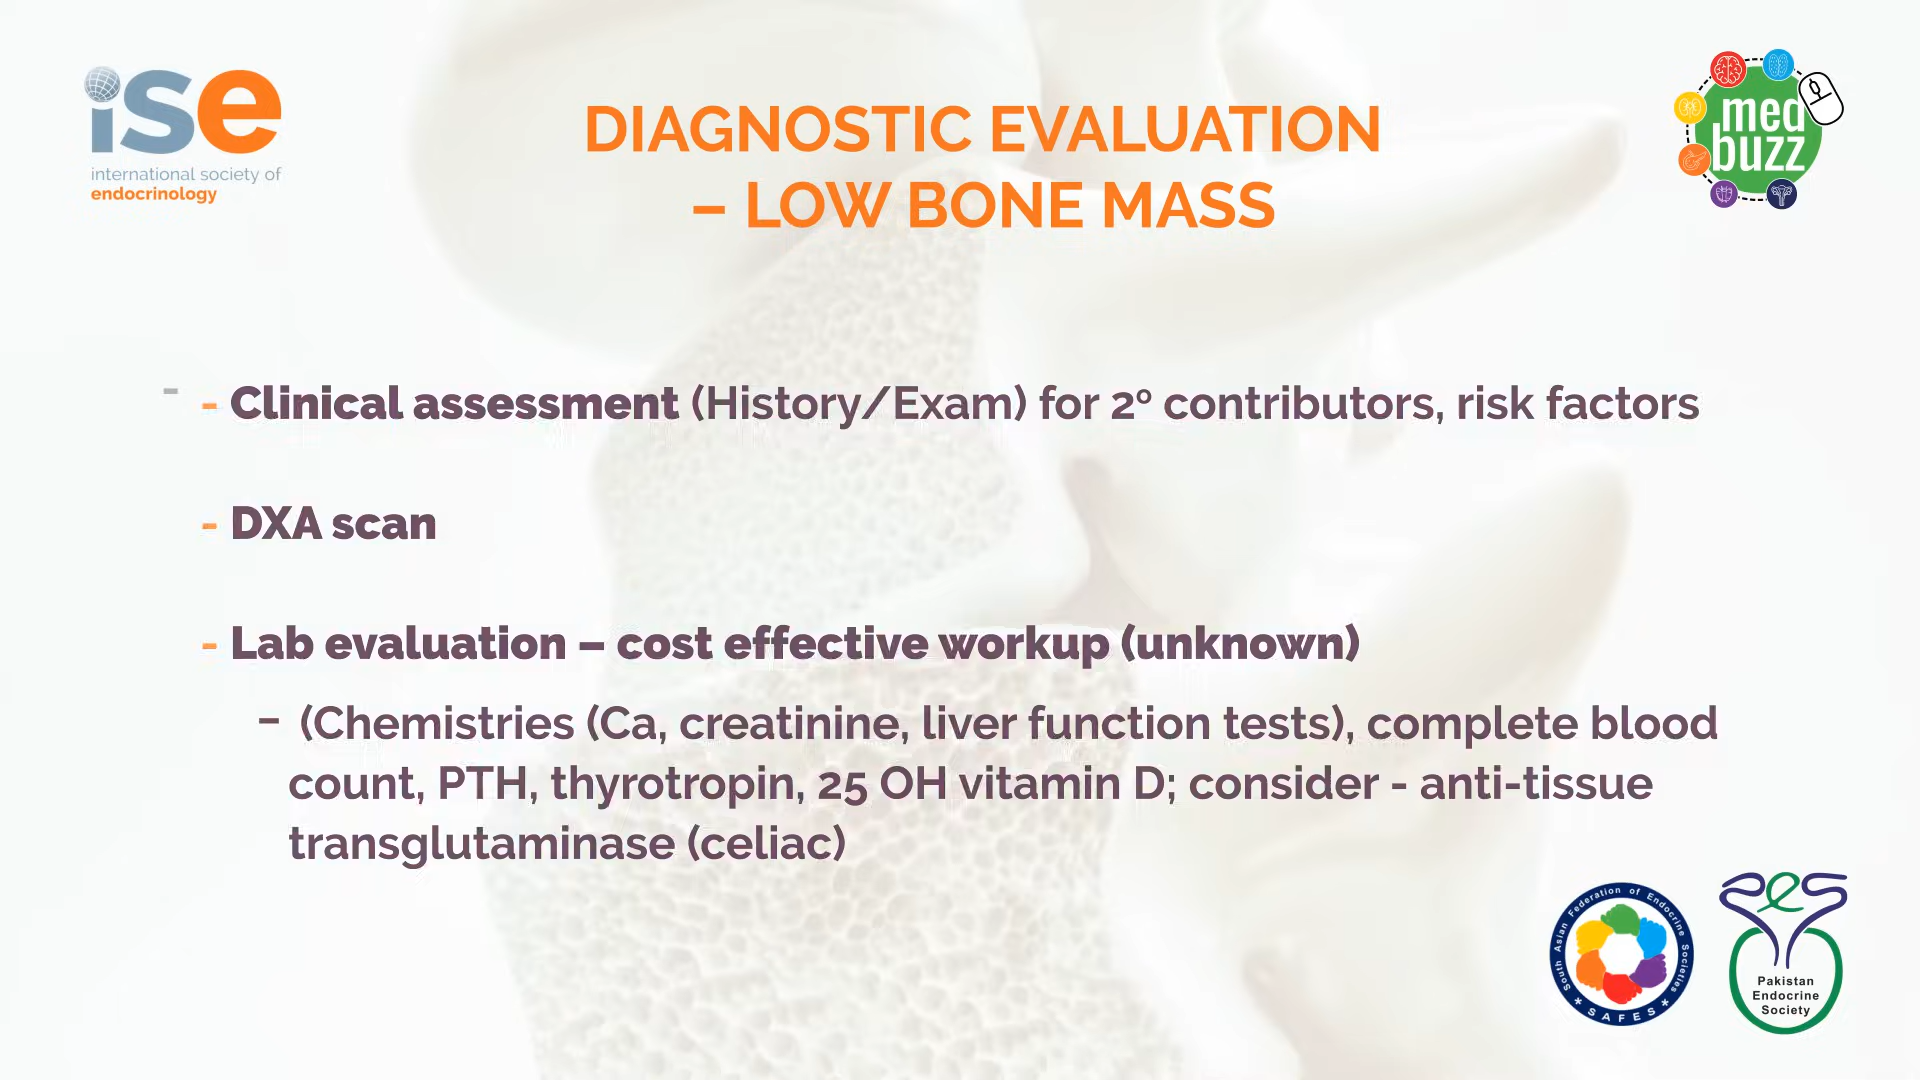 ise
international society of
endocrinology
DIAGNOSTIC EVALUATION
– LOW BONE MASS
med
buzz
- - Clinical assessment (History/Exam) for 2º contributors, risk factors
- DXA scan
- Lab evaluation – cost effective workup (unknown)
– (Chemistries (Ca, creatinine, liver function tests), complete blood
count, PTH, thyrotropin, 25 OH vitamin D; consider - anti-tissue
transglutaminase (celiac)
South Asian Federation of Endocrine Societies
* SAFES *
PES
Pakistan
Endocrine
Society